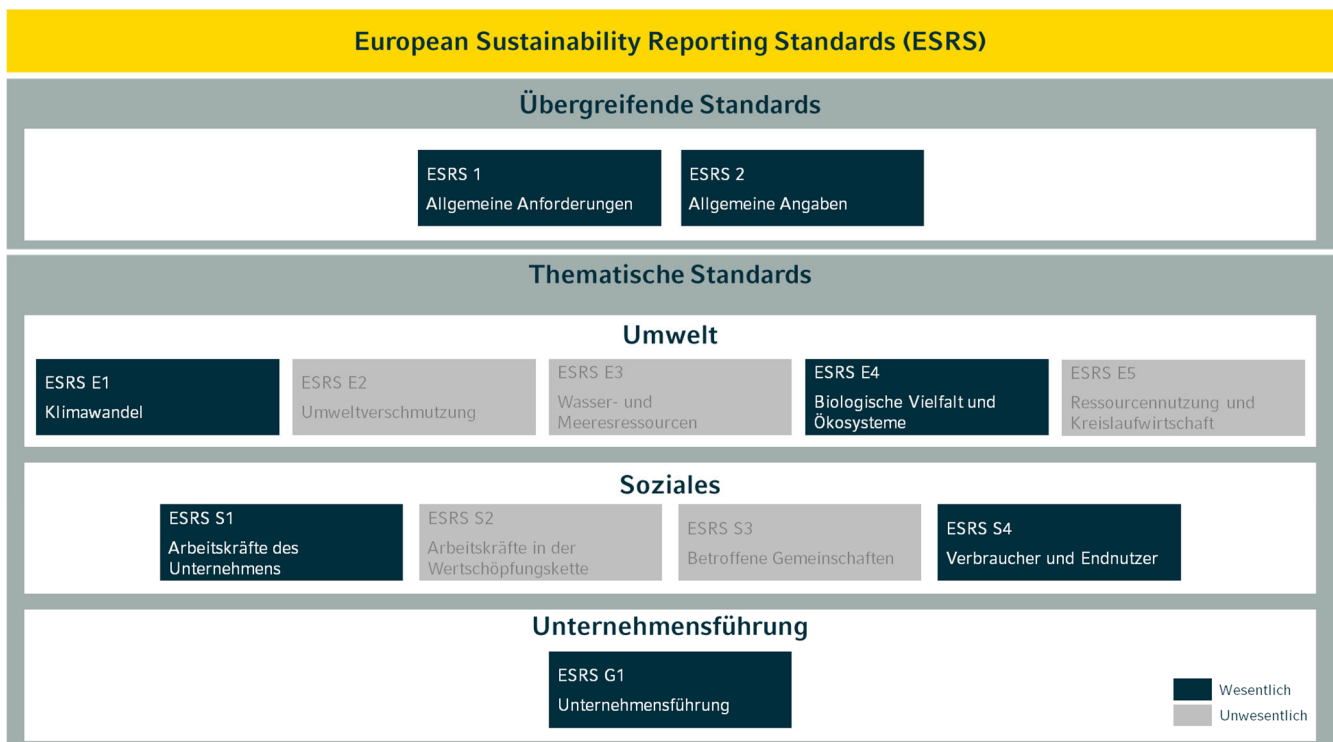 European Sustainability Reporting Standards (ESRS)
Übergreifende Standards
ESRS 1
Allgemeine Anforderungen
ESRS 2
Allgemeine Angaben
Thematische Standards
Umwelt
ESRS E1
Klimawandel
ESRS E2
Umweltverschmutzung
ESRS E3
Wasser- und
Meeresressourcen
ESRS E4
Biologische Vielfalt und
Ökosysteme
ESRS E5
Ressourcennutzung und
Kreislaufwirtschaft
Soziales
ESRS S1
Arbeitskräfte des
Unternehmens
ESRS S2
Arbeitskräfte in der
Wertschöpfungskette
ESRS S3
Betroffene Gemeinschaften
ESRS S4
Verbraucher und Endnutzer
Unternehmensführung
ESRS G1
Unternehmensführung
Wesentlich
Unwesentlich